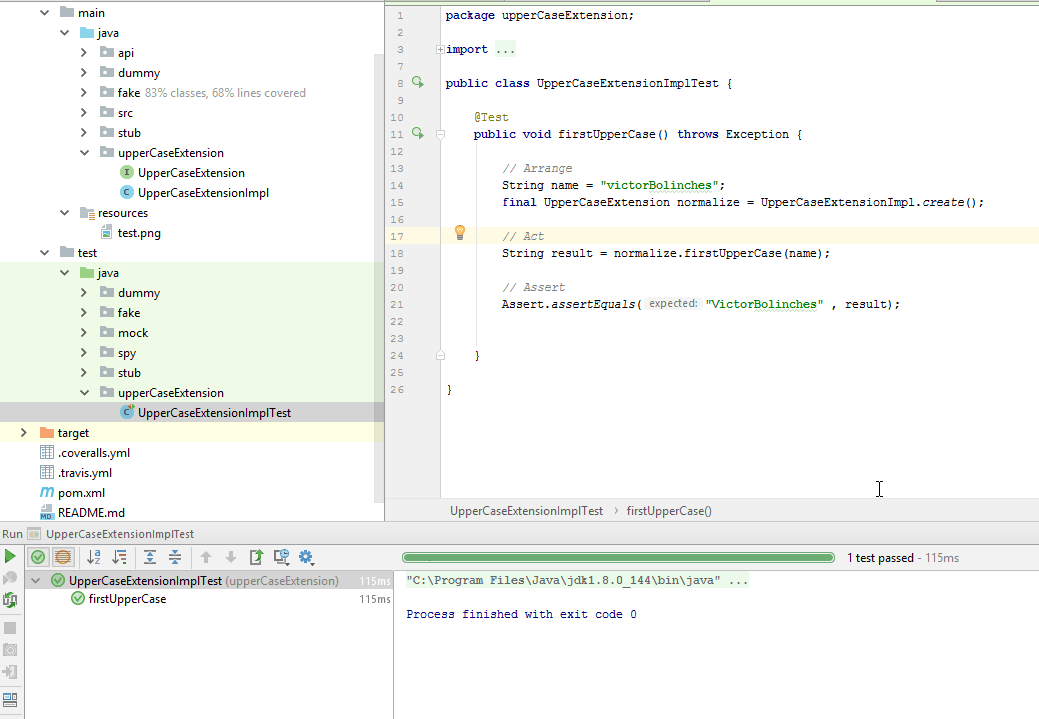 main
java
api
dummy
fake 83% classes, 68% lines covered
src
stub
upperCaseExtension
I UpperCaseExtension
C UpperCaseExtensionImpl
resources
test.png
test
java
dummy
fake
mock
spy
stub
upperCaseExtension
C UpperCaseExtensionImplTest
target
.coveralls.yml
.travis.yml
m pom.xml
MD README.md
1 package upperCaseExtension;
2
3 import ...
7
8 public class UpperCaseExtensionImplTest {
9
10 @Test
11 public void firstUpperCase() throws Exception {
12
13 // Arrange
14 String name = "victorBolinches";
15 final UpperCaseExtension normalize = UpperCaseExtensionImpl.create();
16
17 // Act
18 String result = normalize.firstUpperCase(name);
19
20 // Assert
21 Assert.assertEquals( expected: "VictorBolinches" , result);
22
23
24 }
25
26 }
UpperCaseExtensionImplTest › firstUpperCase()
Run UpperCaseExtensionImplTest
1 test passed - 115ms
UpperCaseExtensionImplTest (upperCaseExtension) 115ms
firstUpperCase 115ms
"C:\Program Files\Java\jdk1.8.0_144\bin\java" ...
Process finished with exit code 0